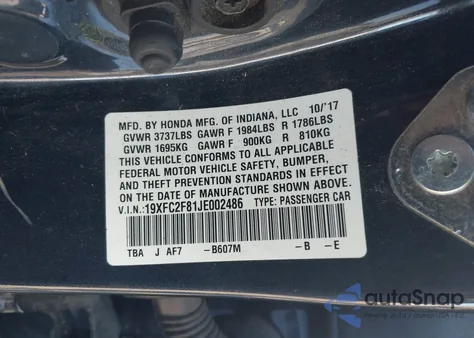 MFD. BY HONDA MFG. OF INDIANA, LLC 10/'17
GVWR 3737LBS GAWR F 1984LBS R 1786LBS
GVWR 1695KG GAWR F 900KG R 810KG
THIS VEHICLE CONFORMS TO ALL APPLICABLE
FEDERAL MOTOR VEHICLE SAFETY, BUMPER,
AND THEFT PREVENTION STANDARDS IN EFFECT
ON THE DATE OF MANUFACTURE SHOWN ABOVE.
V.I.N.:19XFC2F81JE002486 TYPE: PASSENGER CAR
TBA J AF7 -B607M -B -E
autoSnap